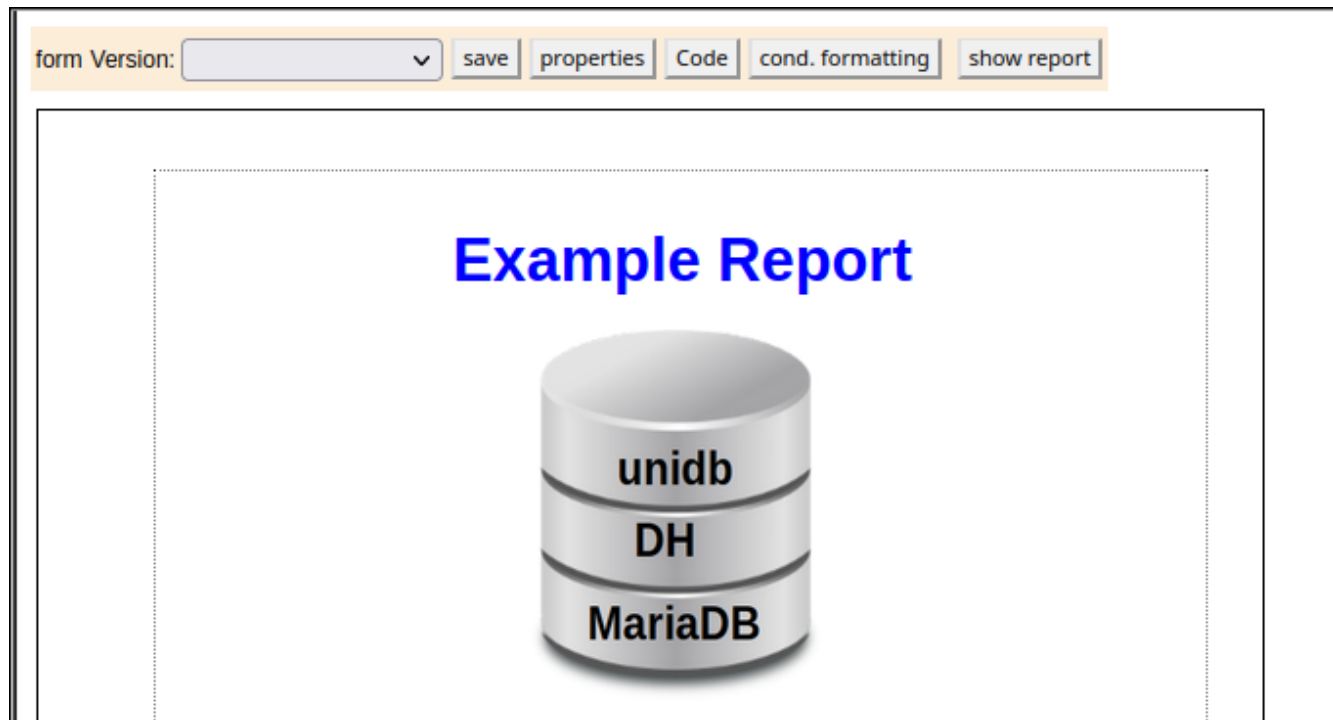 form Version: save properties Code cond. formatting show report
Example Report
unidb
DH
MariaDB